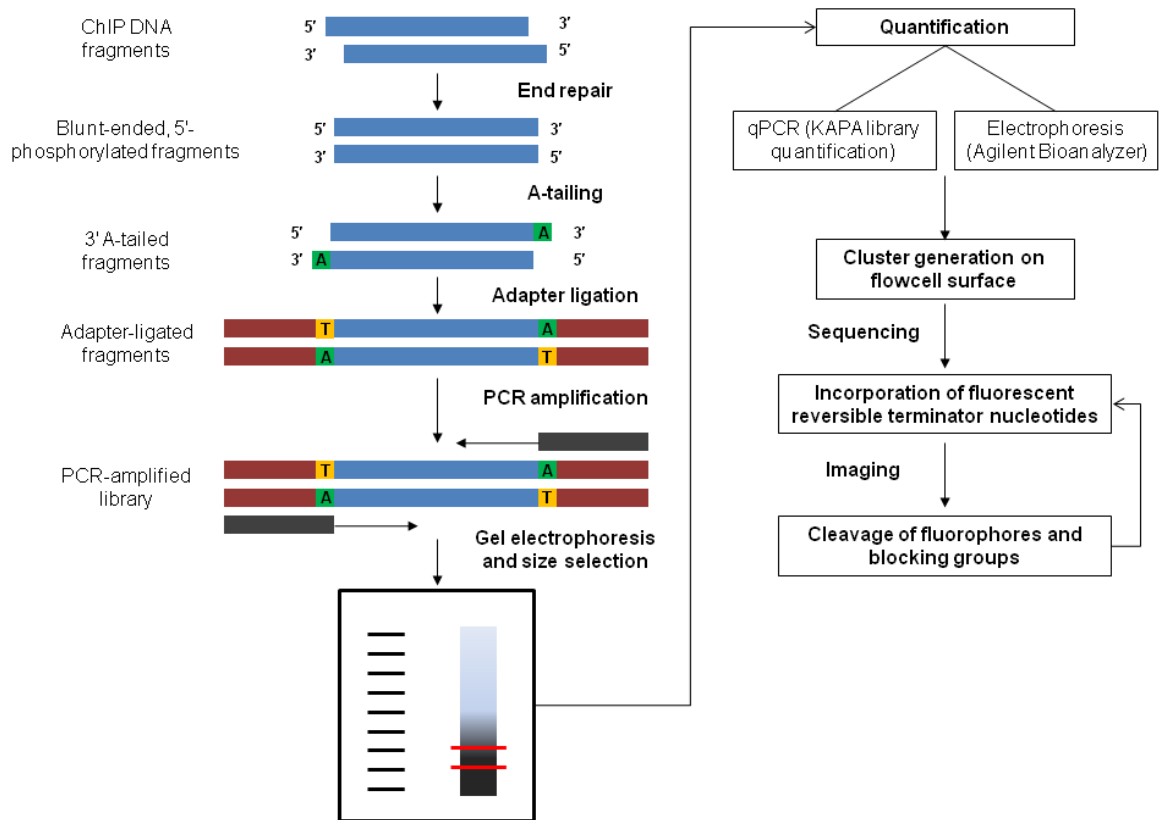 ChIP DNA
fragments
5′
3′
3′
5′
End repair
Blunt-ended, 5'-
phosphorylated fragments
5′
3′
3′
5′
A-tailing
3' A-tailed
fragments
5′
A
3′
3′
A
5′
Adapter ligation
Adapter-ligated
fragments
T
A
A
T
PCR amplification
PCR-amplified
library
T
A
A
T
Gel electrophoresis
and size selection
Quantification
qPCR (KAPA library
quantification)
Electrophoresis
(Agilent Bioanalyzer)
Cluster generation on
flowcell surface
Sequencing
Incorporation of fluorescent
reversible terminator nucleotides
Imaging
Cleavage of fluorophores and
blocking groups